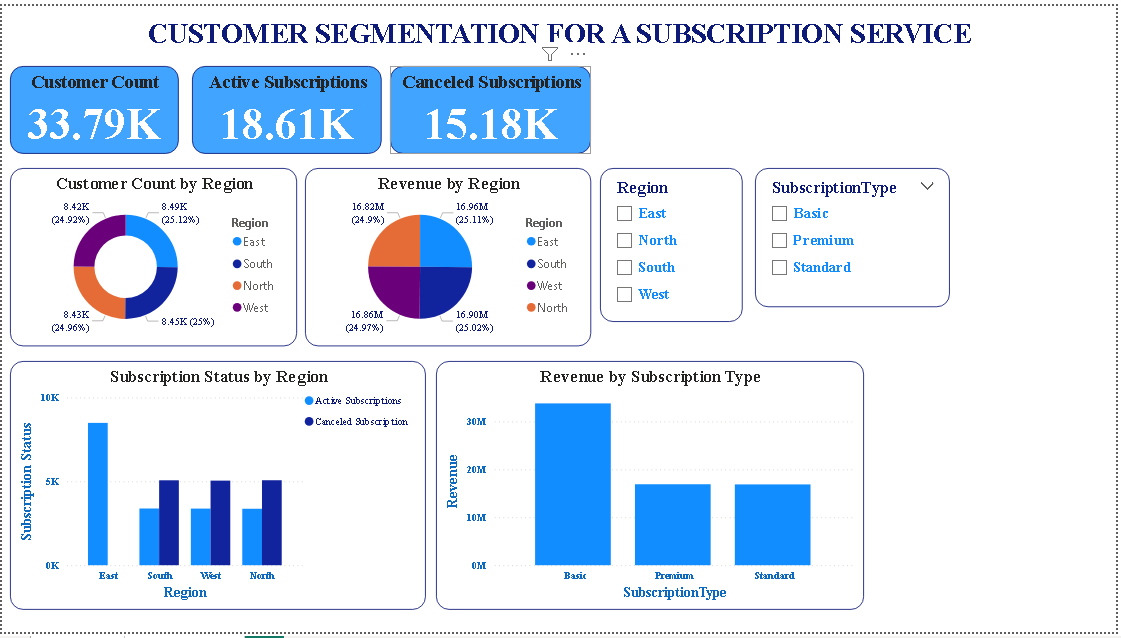 CUSTOMER SEGMENTATION FOR A SUBSCRIPTION SERVICE
Customer Count
33.79K
Active Subscriptions
18.61K
Canceled Subscriptions
15.18K
Customer Count by Region
8.42K
(24.92%)
8.49K
(25.12%)
8.43K
(24.96%)
8.45K (25%)
Region
East
South
North
West
Revenue by Region
16.82M
(24.9%)
16.96M
(25.11%)
16.86M
(24.97%)
16.90M
(25.02%)
Region
East
South
West
North
Region
East
North
South
West
SubscriptionType
Basic
Premium
Standard
Subscription Status by Region
Active Subscriptions
Canceled Subscription
Subscription Status
10K
5K
0K
East
South
West
North
Region
Revenue by Subscription Type
Revenue
30M
20M
10M
0M
Basic
Premium
Standard
SubscriptionType